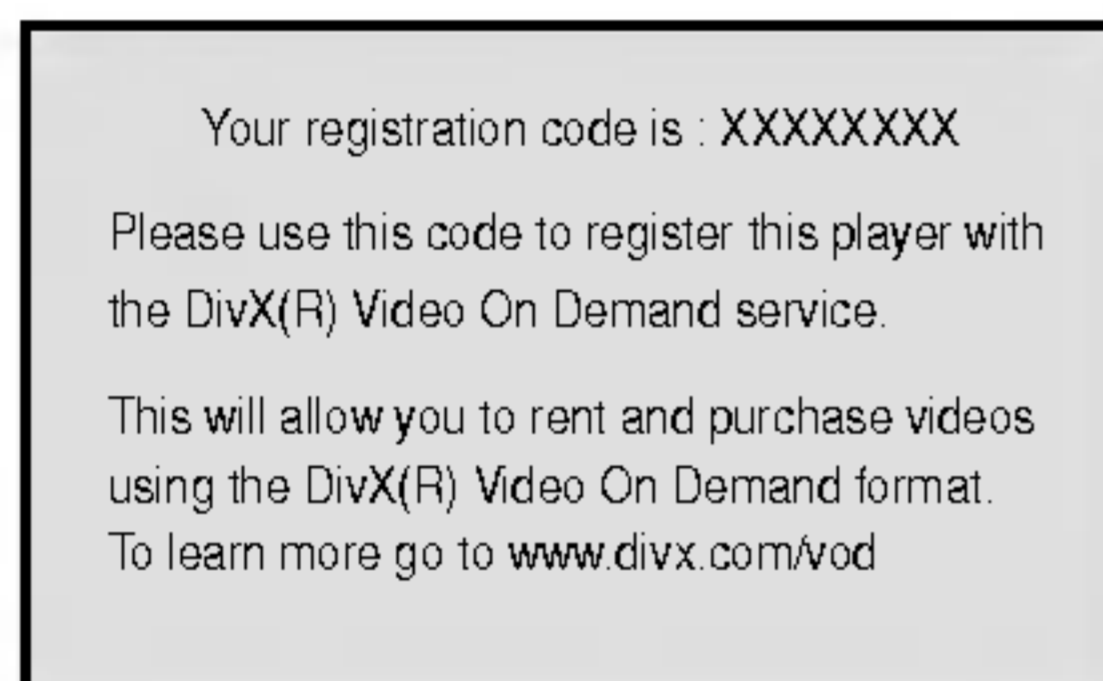 Your registration code is : XXXXXXXX
Please use this code to register this player with
the DivX(R) Video On Demand service.
This will allow you to rent and purchase videos
using the DivX(R) Video On Demand format.
To learn more go to www.divx.com/vod